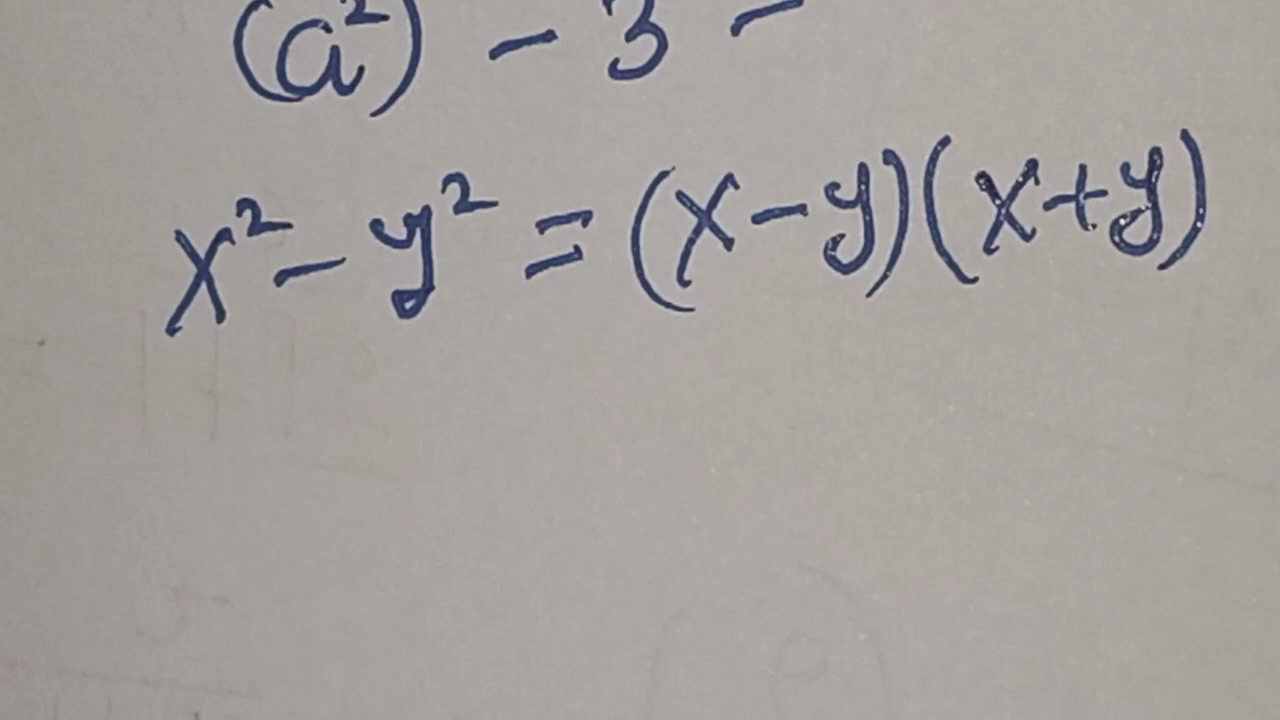 (a²) - 3 -
x² - y² = (x-y)(x+y)